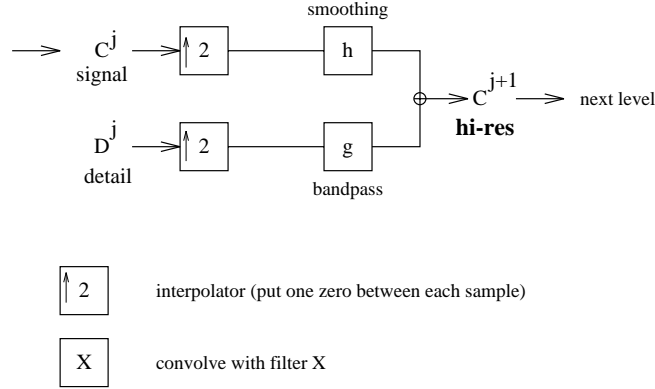 smoothing
C^j ↑ 2 h
signal
C^{j+1} next level
hi-res
D^j ↑ 2 g
detail
bandpass
↑ 2 interpolator (put one zero between each sample)
X convolve with filter X